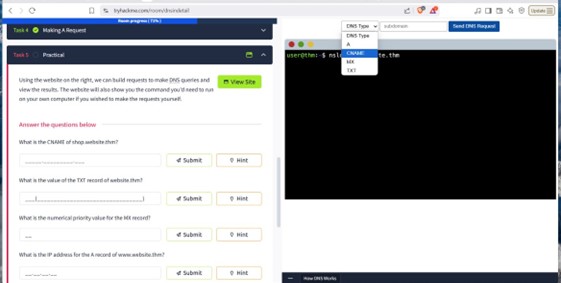 tryhackme.com/room/dnsindetail
Update
Room progress ( 75% )
Task 4 Making A Request
Task 5 Practical
Using the website on the right, we can build requests to make DNS queries and
view the results. The website will also show you the command you'd need to run
on your own computer if you wished to make the requests yourself.
View Site
Answer the questions below
What is the CNAME of shop.website.thm?
Submit
Hint
What is the value of the TXT record of website.thm?
Submit
Hint
What is the numerical priority value for the MX record?
Submit
Hint
What is the IP address for the A record of www.website.thm?
Submit
Hint
DNS Type
subdomain
Send DNS Request
DNS Type
A
CNAME
MX
TXT
user@thm:~$
te.thm
How DNS Works